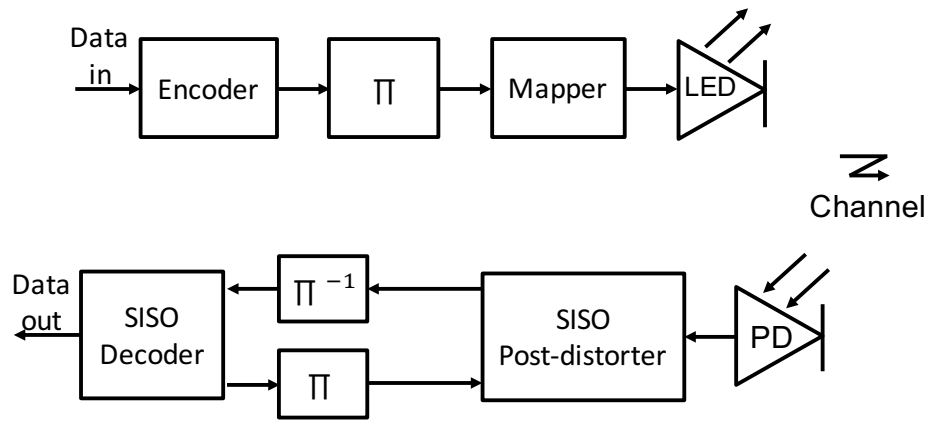 Data
in
Encoder
Π
Mapper
LED
Channel
Data
out
SISO
Decoder
Π⁻¹
Π
SISO
Post-distorter
PD